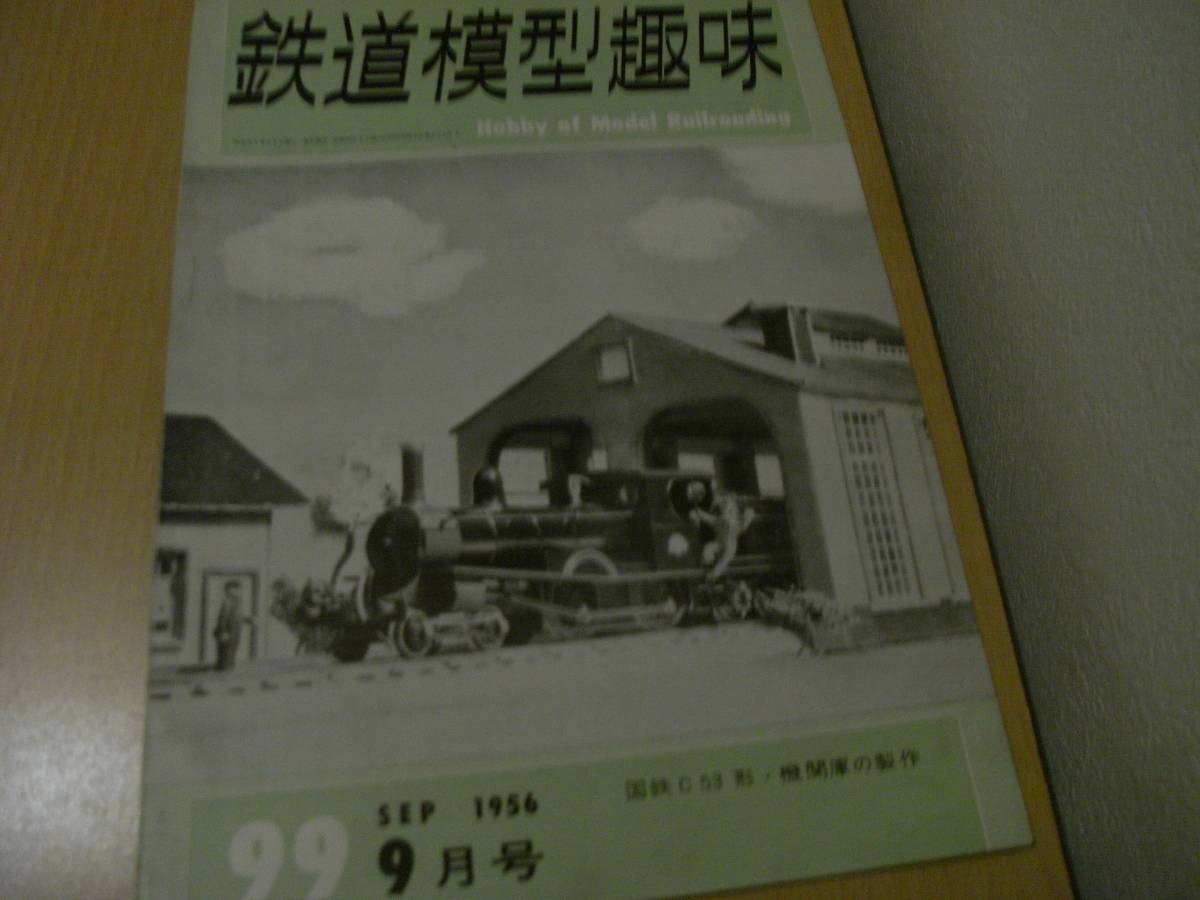 鉄道模型趣味
Hobby of Model Railroading
国鉄C53形・機関庫の製作
SEP 1956
99
9月号